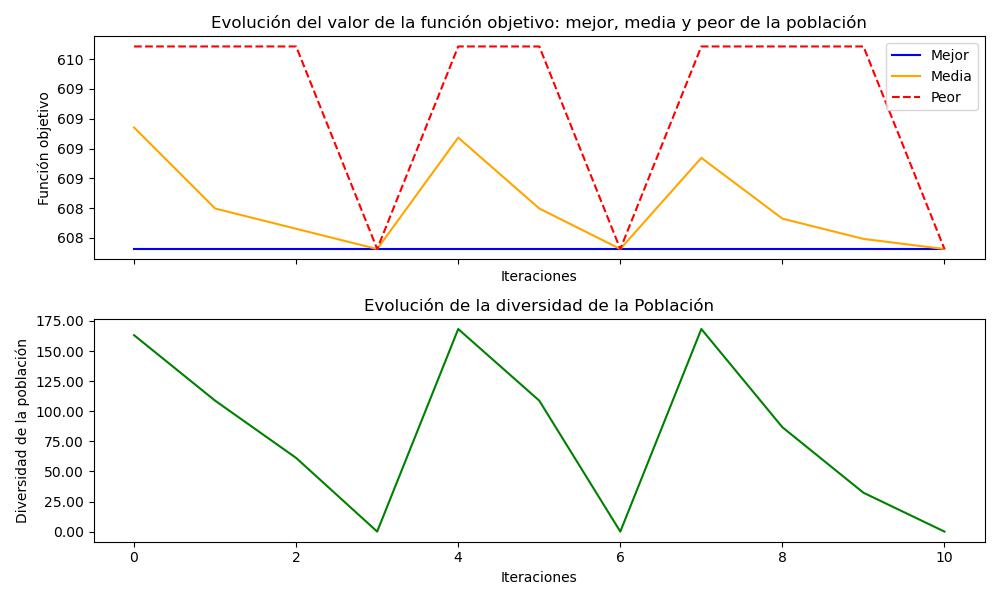 Evolución del valor de la función objetivo: mejor, media y peor de la población
610
609
609
609
609
608
608
Función objetivo
Mejor
Media
Peor
Iteraciones
Evolución de la diversidad de la Población
175.00
150.00
125.00
100.00
75.00
50.00
25.00
0.00
Diversidad de la población
0 2 4 6 8 10
Iteraciones